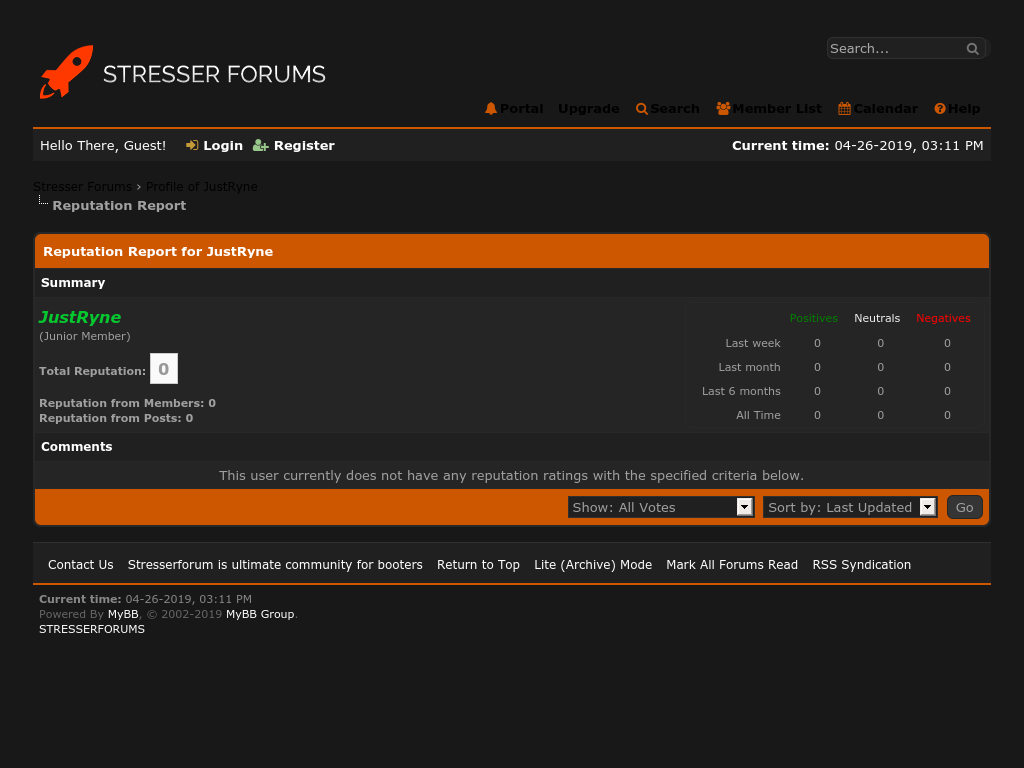 STRESSER FORUMS
Search...
Portal Upgrade Search Member List Calendar Help
Hello There, Guest! Login Register Current time: 04-26-2019, 03:11 PM
Stresser Forums › Profile of JustRyne
Reputation Report
Reputation Report for JustRyne
Summary
JustRyne
(Junior Member)
Total Reputation: 0
Reputation from Members: 0
Reputation from Posts: 0
Positives Neutrals Negatives
Last week 0 0 0
Last month 0 0 0
Last 6 months 0 0 0
All Time 0 0 0
Comments
This user currently does not have any reputation ratings with the specified criteria below.
Show: All Votes Sort by: Last Updated Go
Contact Us Stresserforum is ultimate community for booters Return to Top Lite (Archive) Mode Mark All Forums Read RSS Syndication
Current time: 04-26-2019, 03:11 PM
Powered By MyBB, © 2002-2019 MyBB Group.
STRESSERFORUMS